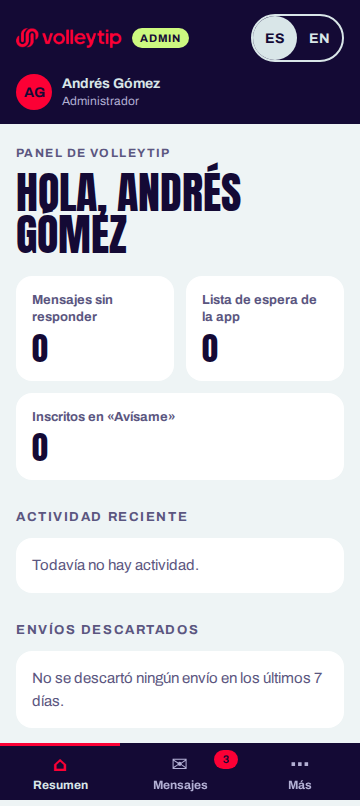 volleytip ADMIN ES EN
AG Andrés Gómez
Administrador
PANEL DE VOLLEYTIP
HOLA, ANDRÉS
GÓMEZ
Mensajes sin
responder
0
Lista de espera de
la app
0
Inscritos en «Avísame»
0
ACTIVIDAD RECIENTE
Todavía no hay actividad.
ENVÍOS DESCARTADOS
No se descartó ningún envío en los últimos 7
días.
3
Resumen Mensajes Más